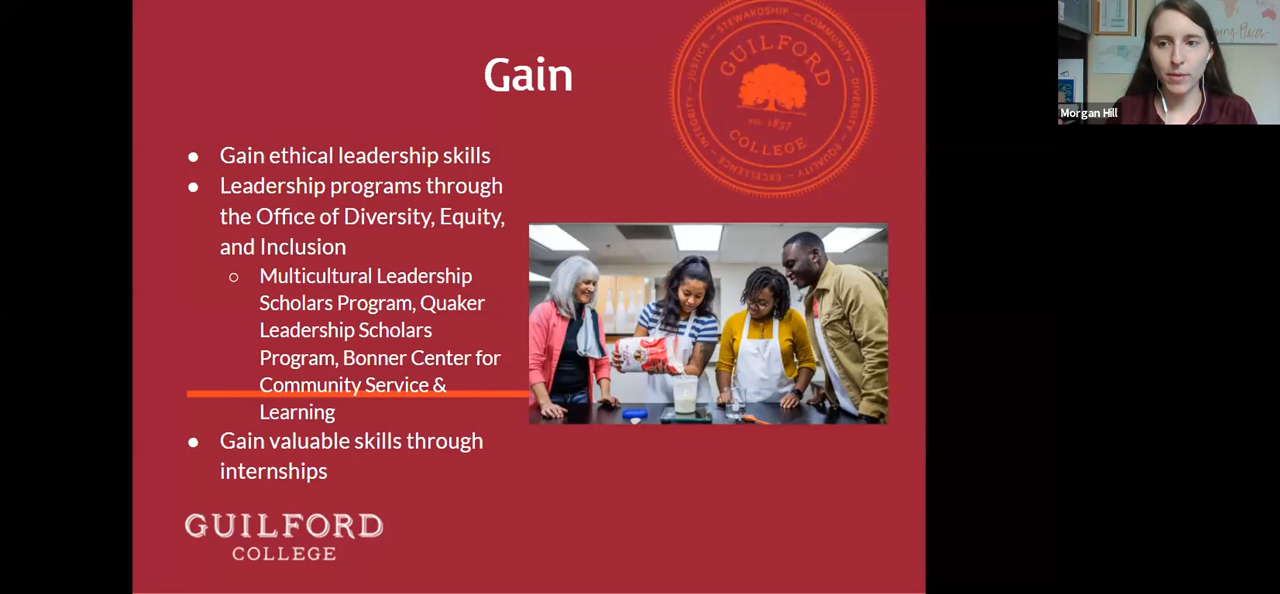 Gain
STEWARDSHIP — COMMUNITY — DIVERSITY — EQUALITY — EXCELLENCE — INTEGRITY — JUSTICE —
GUILFORD
est. 1837
COLLEGE
● Gain ethical leadership skills
● Leadership programs through
the Office of Diversity, Equity,
and Inclusion
○ Multicultural Leadership
Scholars Program, Quaker
Leadership Scholars
Program, Bonner Center for
Community Service &
Learning
● Gain valuable skills through
internships
GUILFORD
COLLEGE
Morgan Hill